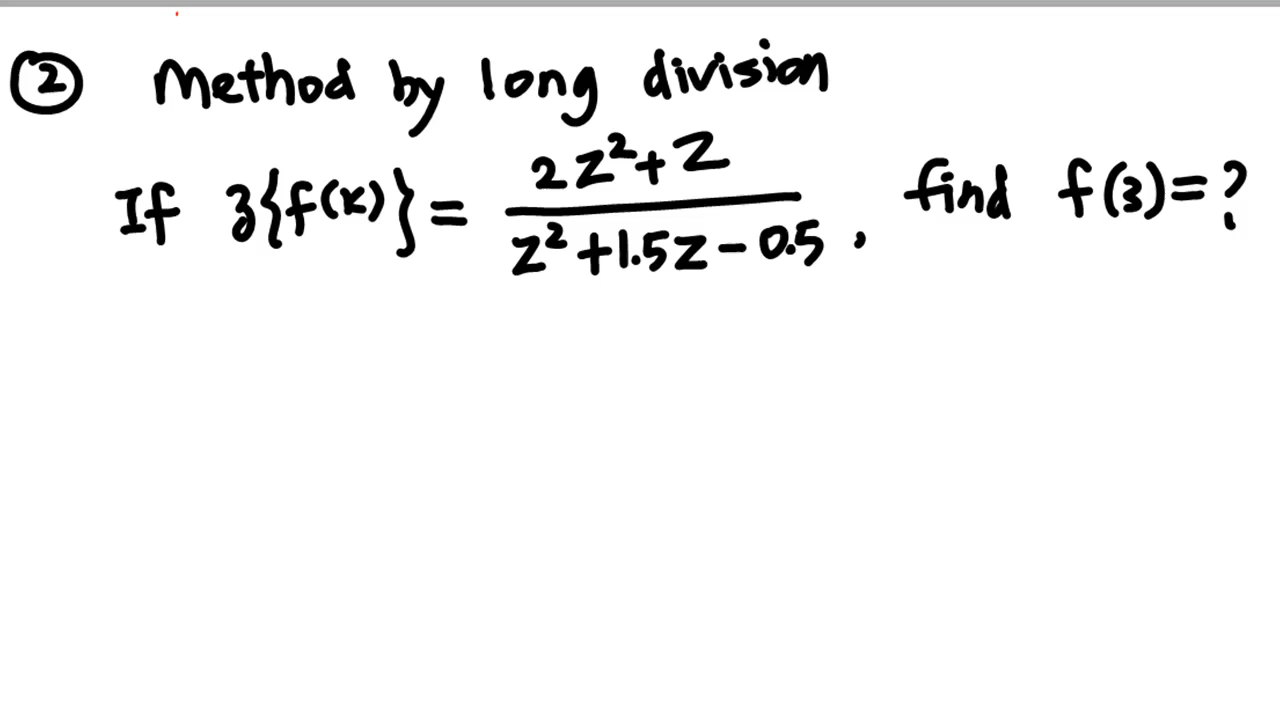 ② Method by long division
If 𝔷{f(k)} = (2z²+z)/(z²+1.5z-0.5), find f(3)=?